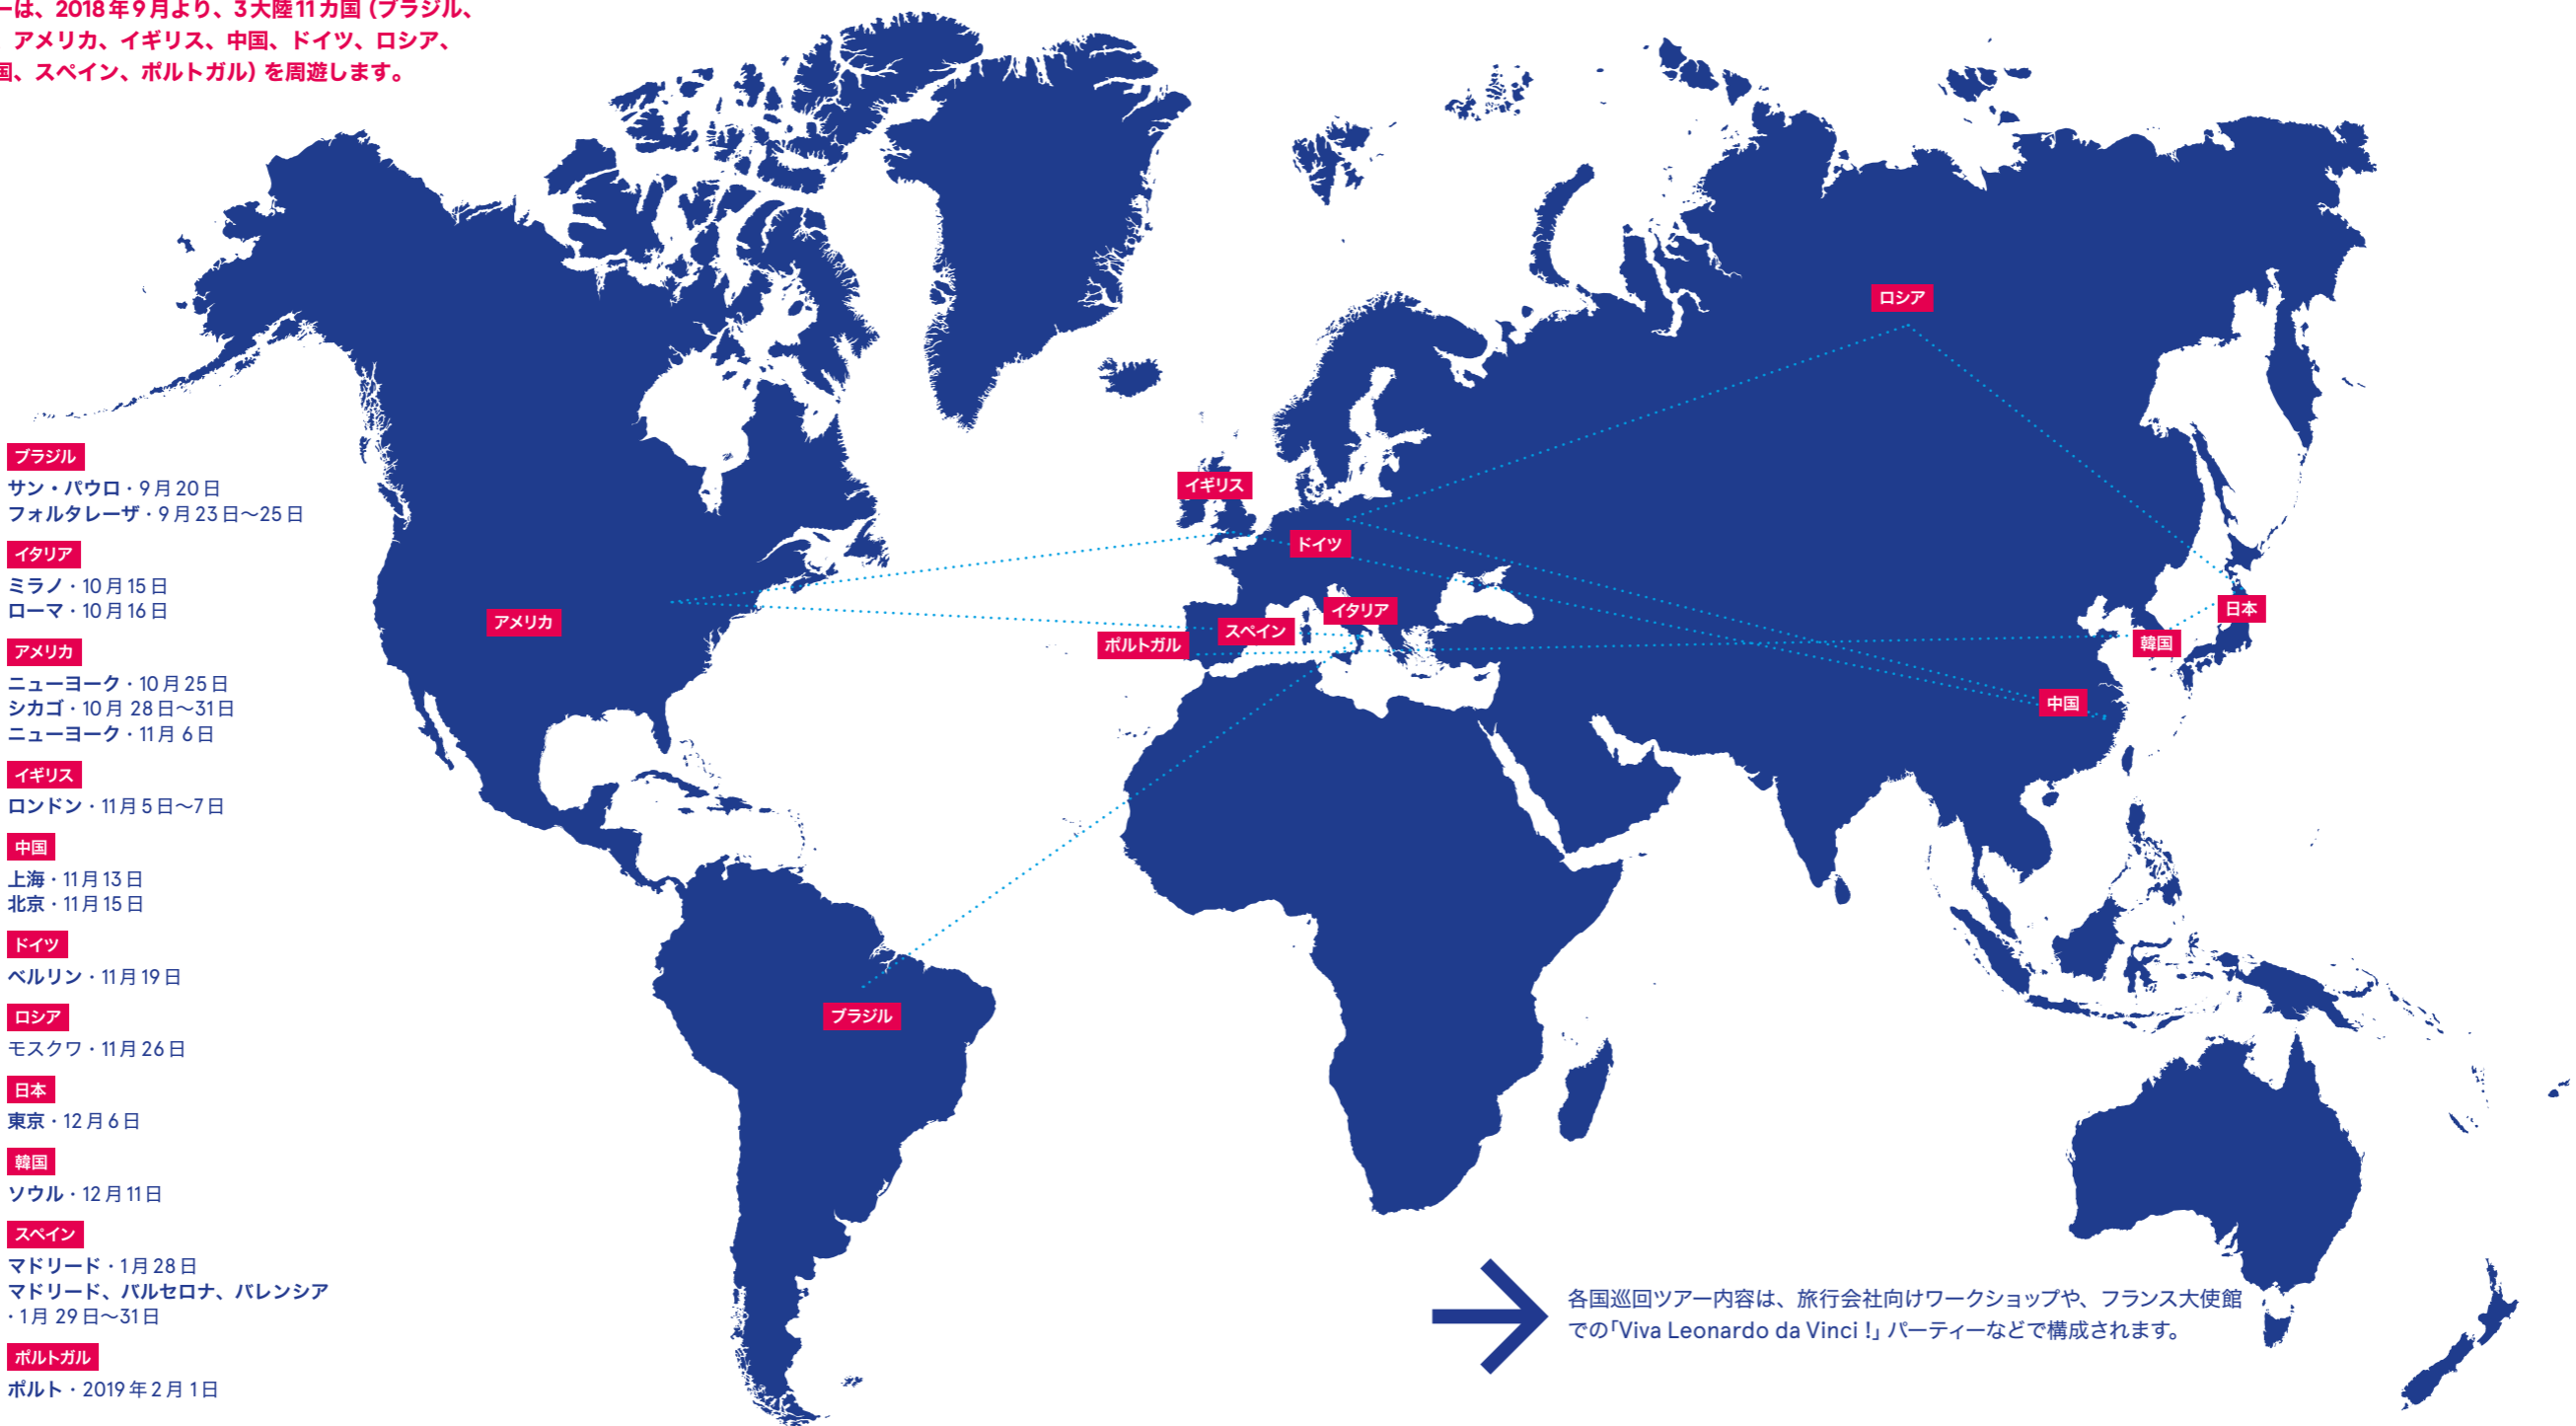 ーは、2018年9月より、3大陸11カ国（ブラジル、
アメリカ、イギリス、中国、ドイツ、ロシア、
国、スペイン、ポルトガル）を周遊します。
ブラジル
サン・パウロ・9月20日
フォルタレーザ・9月23日〜25日
イタリア
ミラノ・10月15日
ローマ・10月16日
アメリカ
ニューヨーク・10月25日
シカゴ・10月 28日〜31日
ニューヨーク・11月 6日
イギリス
ロンドン・11月5日〜7日
中国
上海・11月13日
北京・11月15日
ドイツ
ベルリン・11月19日
ロシア
モスクワ・11月26日
日本
東京・12月6日
韓国
ソウル・12月11日
スペイン
マドリード・1月28日
マドリード、バルセロナ、バレンシア
・1月 29日〜31日
ポルトガル
ポルト・2019年2月1日
ロシア
イギリス
ドイツ
イタリア
アメリカ
スペイン
ポルトガル
日本
韓国
中国
ブラジル
各国巡回ツアー内容は、旅行会社向けワークショップや、フランス大使館
での「Viva Leonardo da Vinci !」パーティーなどで構成されます。